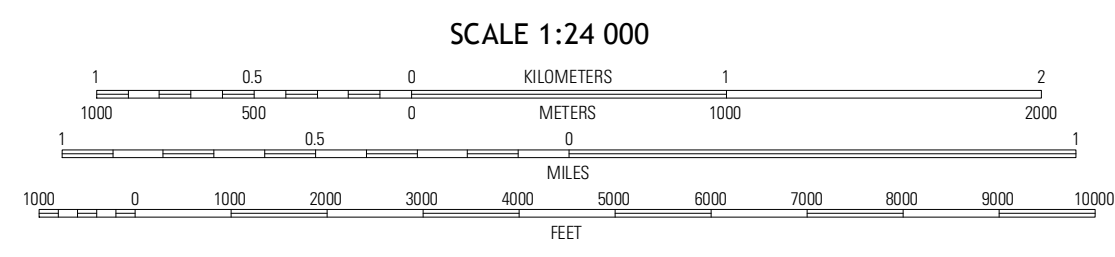 SCALE 1:24 000
1 0.5 0 KILOMETERS 1 2
1000 500 0 METERS 1000 2000
1 0.5 0 1
MILES
1000 0 1000 2000 3000 4000 5000 6000 7000 8000 9000 10000
FEET